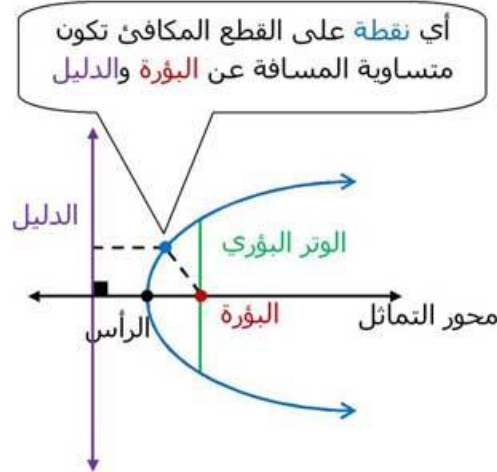 أي نقطة على القطع المكافئ تكون
متساوية المسافة عن البؤرة والدليل
الدليل
الوتر البؤري
محور التماثل
البؤرة
الرأس